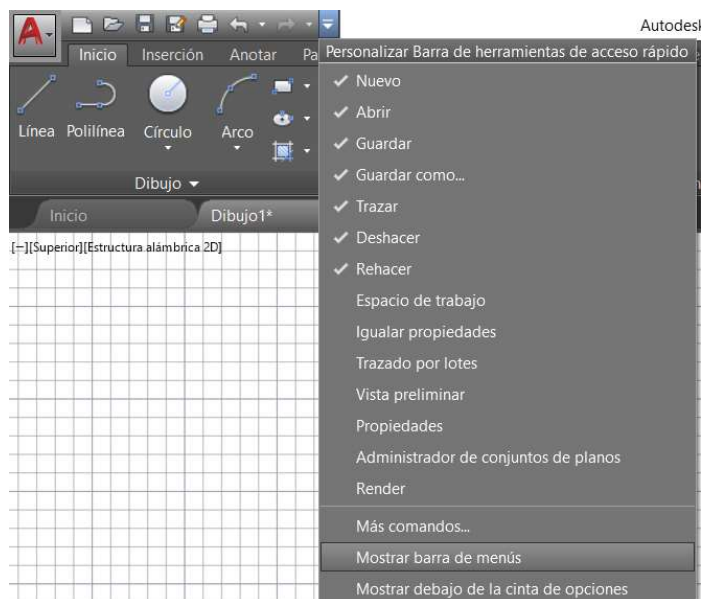 A
Autodesk
Inicio Inserción Anotar Pa
Personalizar Barra de herramientas de acceso rápido
Línea Polilínea Círculo Arco
Dibujo
Inicio Dibujo1*
[−][Superior][Estructura alámbrica 2D]
Nuevo
Abrir
Guardar
Guardar como...
Trazar
Deshacer
Rehacer
Espacio de trabajo
Igualar propiedades
Trazado por lotes
Vista preliminar
Propiedades
Administrador de conjuntos de planos
Render
Más comandos...
Mostrar barra de menús
Mostrar debajo de la cinta de opciones